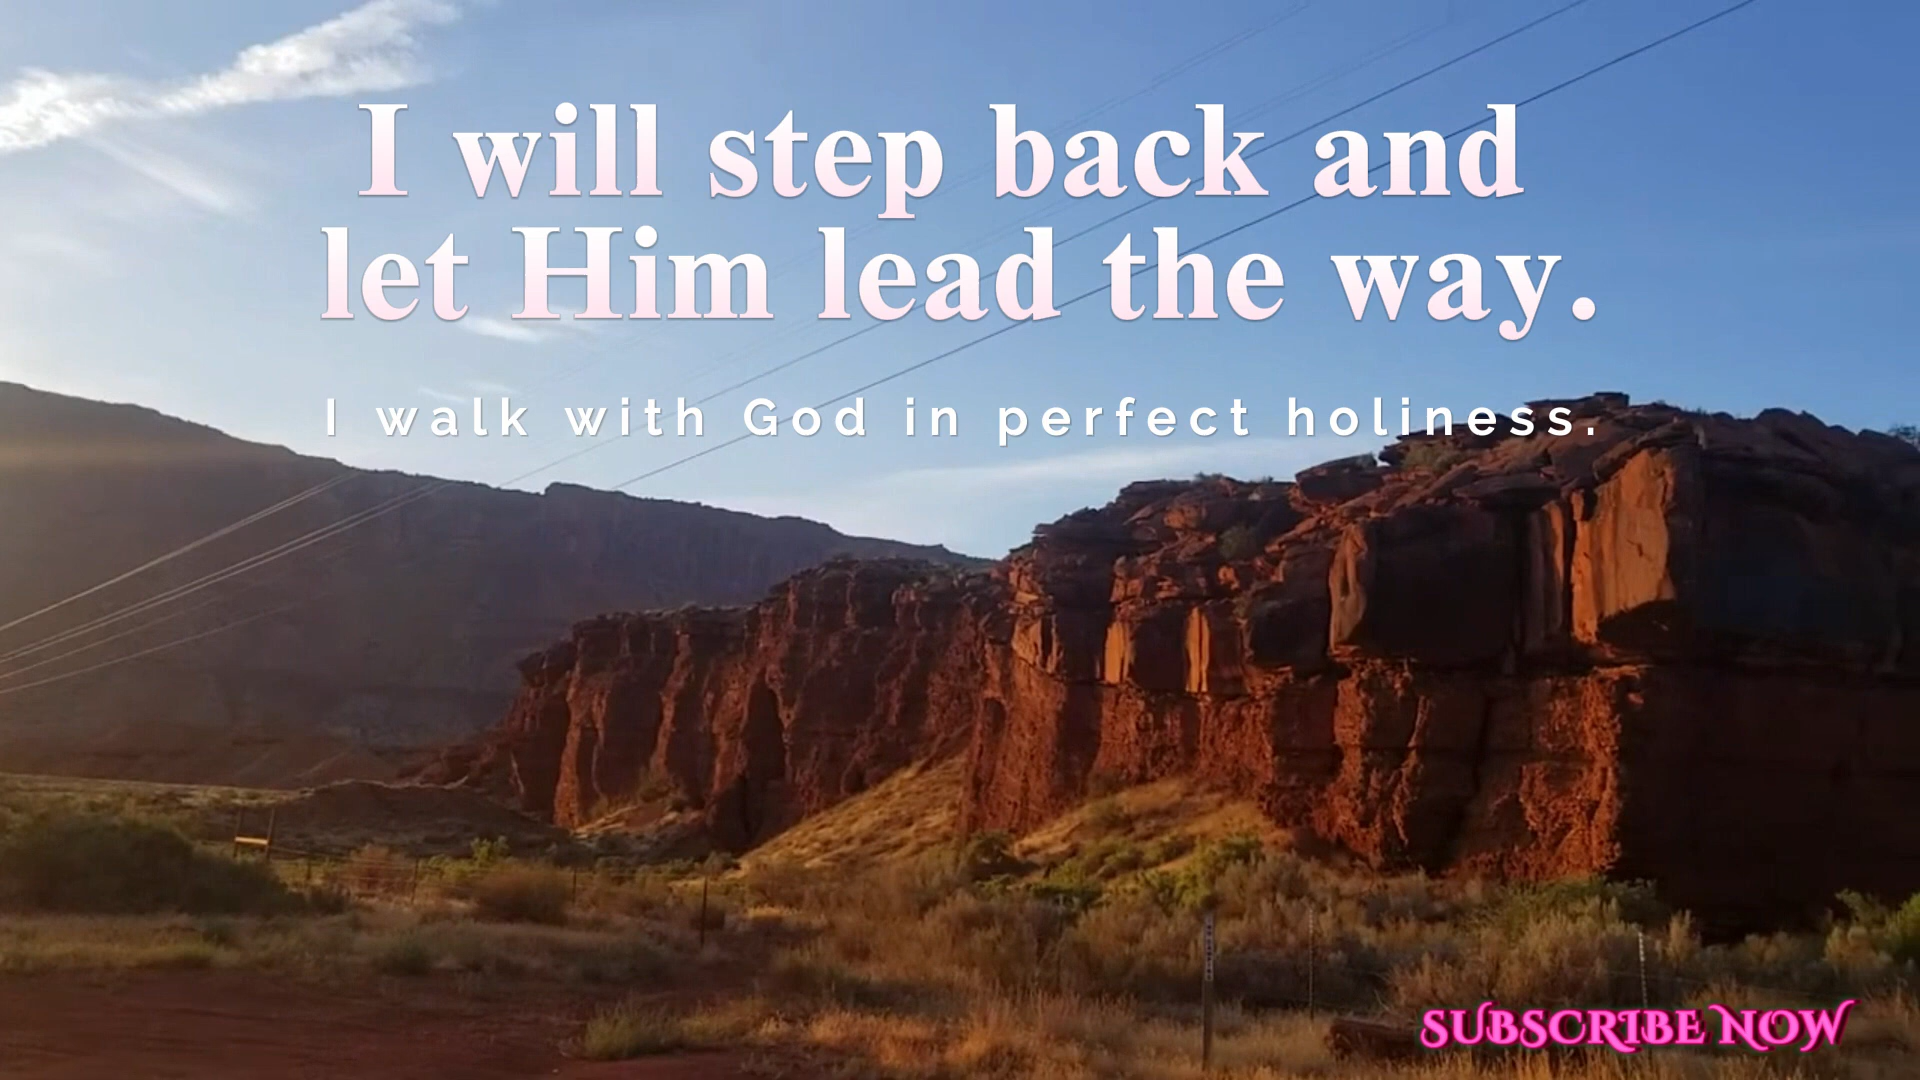 I will step back and
let Him lead the way.
I walk with God in perfect holiness.
SUBSCRIBE NOW